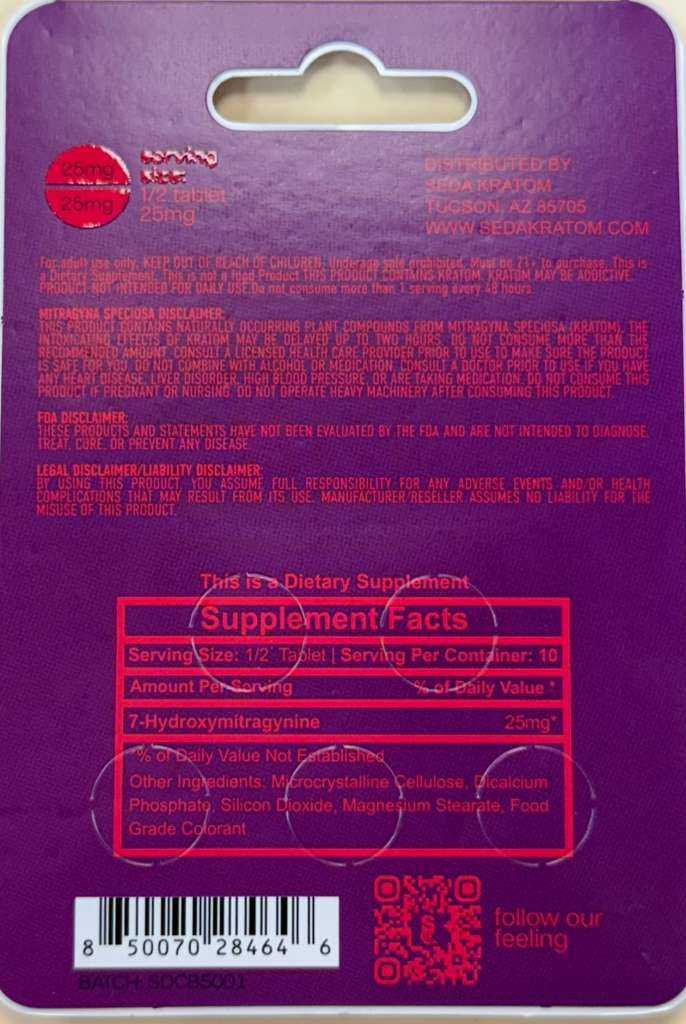 25mg
25mg
serving
size:
1/2 tablet
25mg
DISTRIBUTED BY:
SEDA KRATOM
TUCSON, AZ 85705
WWW.SEDAKRATOM.COM
For adult use only. KEEP OUT OF REACH OF CHILDREN. Underage sale prohibited. Must be 21+ to purchase. This is
a Dietary Supplement. This is not a food Product THIS PRODUCT CONTAINS KRATOM. KRATOM MAY BE ADDICTIVE.
PRODUCT NOT INTENDED FOR DAILY USE.Do not consume more than 1 serving every 48 hours
MITRAGYNA SPECIOSA DISCLAIMER:
THIS PRODUCT CONTAINS NATURALLY OCCURRING PLANT COMPOUNDS FROM MITRAGYNA SPECIOSA (KRATOM). THE
INTOXICATING EFFECTS OF KRATOM MAY BE DELAYED UP TO TWO HOURS. DO NOT CONSUME MORE THAN THE
RECOMMENDED AMOUNT. CONSULT A LICENSED HEALTH CARE PROVIDER PRIOR TO USE TO MAKE SURE THE PRODUCT
IS SAFE FOR YOU. DO NOT COMBINE WITH ALCOHOL OR MEDICATION. CONSULT A DOCTOR PRIOR TO USE IF YOU HAVE
ANY HEART DISEASE, LIVER DISORDER, HIGH BLOOD PRESSURE, OR ARE TAKING MEDICATION. DO NOT CONSUME THIS
PRODUCT IF PREGNANT OR NURSING. DO NOT OPERATE HEAVY MACHINERY AFTER CONSUMING THIS PRODUCT.
FDA DISCLAIMER:
THESE PRODUCTS AND STATEMENTS HAVE NOT BEEN EVALUATED BY THE FDA AND ARE NOT INTENDED TO DIAGNOSE,
TREAT, CURE, OR PREVENT ANY DISEASE.
LEGAL DISCLAIMER/LIABILITY DISCLAIMER:
BY USING THIS PRODUCT, YOU ASSUME FULL RESPONSIBILITY FOR ANY ADVERSE EVENTS AND/OR HEALTH
COMPLICATIONS THAT MAY RESULT FROM ITS USE. MANUFACTURER/RESELLER ASSUMES NO LIABILITY FOR THE
MISUSE OF THIS PRODUCT.
This is a Dietary Supplement
Supplement Facts
Serving Size: 1/2 Tablet | Serving Per Container: 10
Amount Per Serving % of Daily Value *
7-Hydroxymitragynine 25mg*
*% of Daily Value Not Established
Other Ingredients: Microcrystalline Cellulose, Dicalcium
Phosphate, Silicon Dioxide, Magnesium Stearate, Food
Grade Colorant
8 50070 28464 6
BATCH: SDCB5001
follow our
feeling